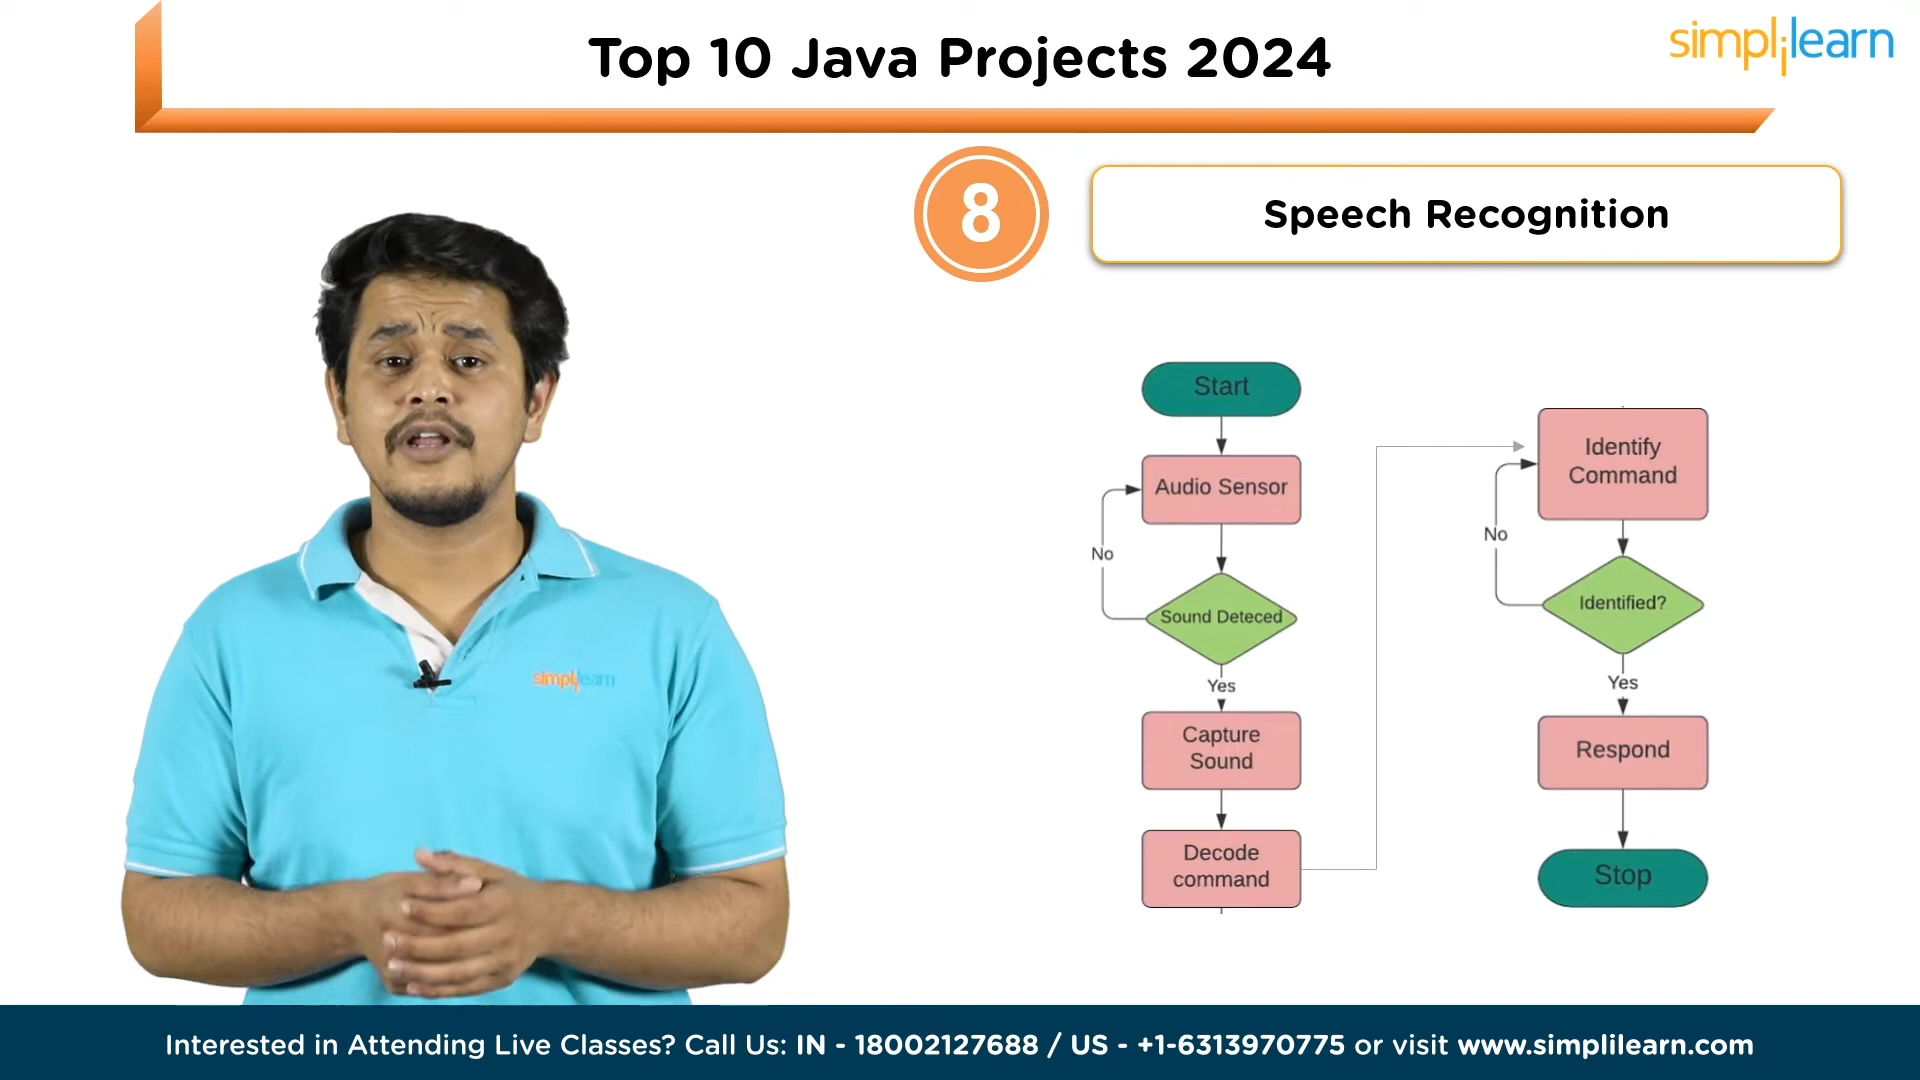 Top 10 Java Projects 2024
simplilearn
8
Speech Recognition
Start
Audio Sensor
No
Sound Deteced
Yes
Capture
Sound
Decode
command
Identify
Command
No
Identified?
Yes
Respond
Stop
simplilearn
Interested in Attending Live Classes? Call Us: IN - 18002127688 / US - +1-6313970775 or visit www.simplilearn.com